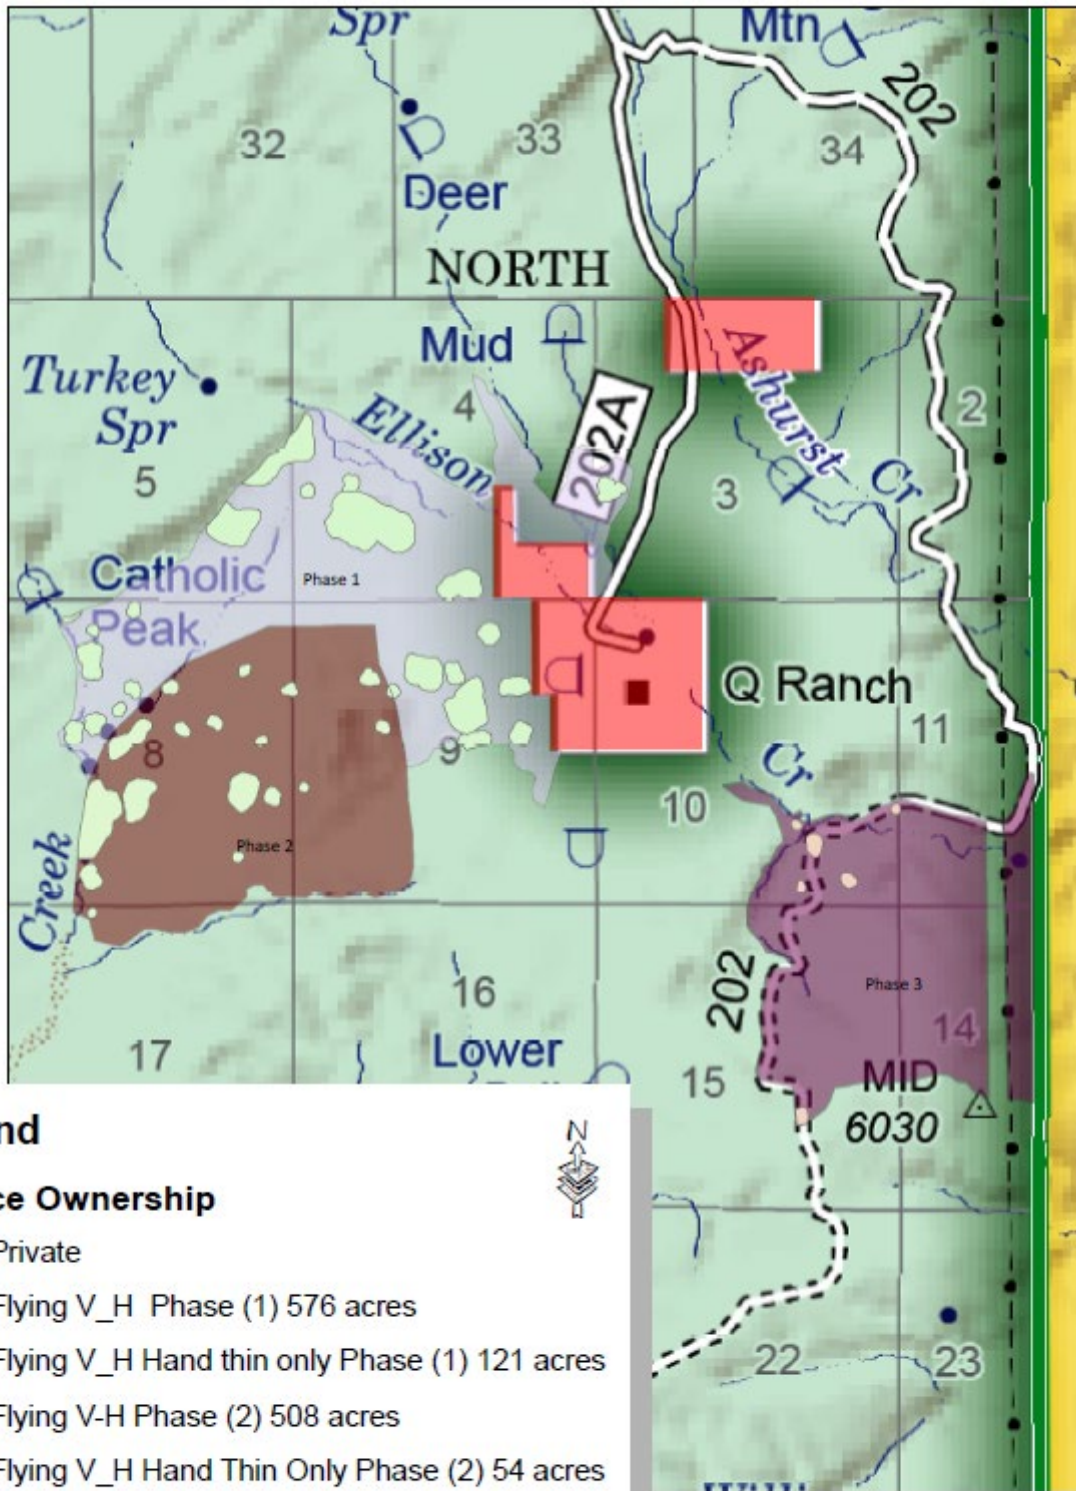 Spr
Mtn
202
32
33
34
Deer
NORTH
Mud
Turkey
Spr
Ellison
4
202A
Ashurst
Cr
2
5
3
Catholic
Peak
Phase 1
Q Ranch
8
9
11
Cr
10
Phase 2
Creek
16
202
Phase 3
14
17
Lower
15
MID
6030
nd
N
ce Ownership
Private
Flying V_H Phase (1) 576 acres
Flying V_H Hand thin only Phase (1) 121 acres
Flying V-H Phase (2) 508 acres
Flying V_H Hand Thin Only Phase (2) 54 acres
22
23